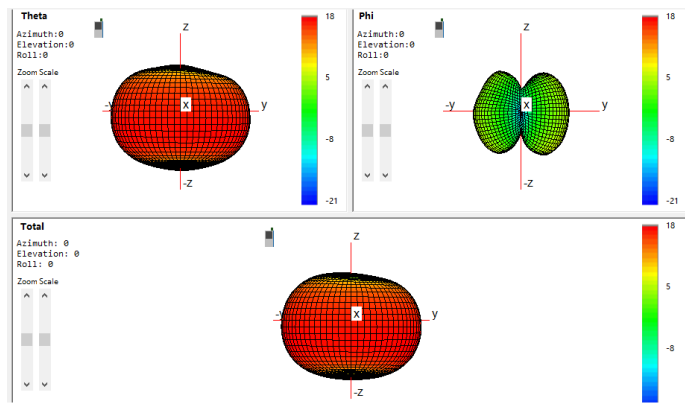 Theta
Azimuth:0
Elevation:0
Roll:0
Zoom Scale
Z
-y
X
y
-Z
18
5
-8
-21
Phi
Azimuth:0
Elevation:0
Roll:0
Zoom Scale
Z
-y
X
y
-Z
18
5
-8
-21
Total
Azimuth: 0
Elevation: 0
Roll: 0
Zoom Scale
Z
-y
X
y
-Z
18
5
-8